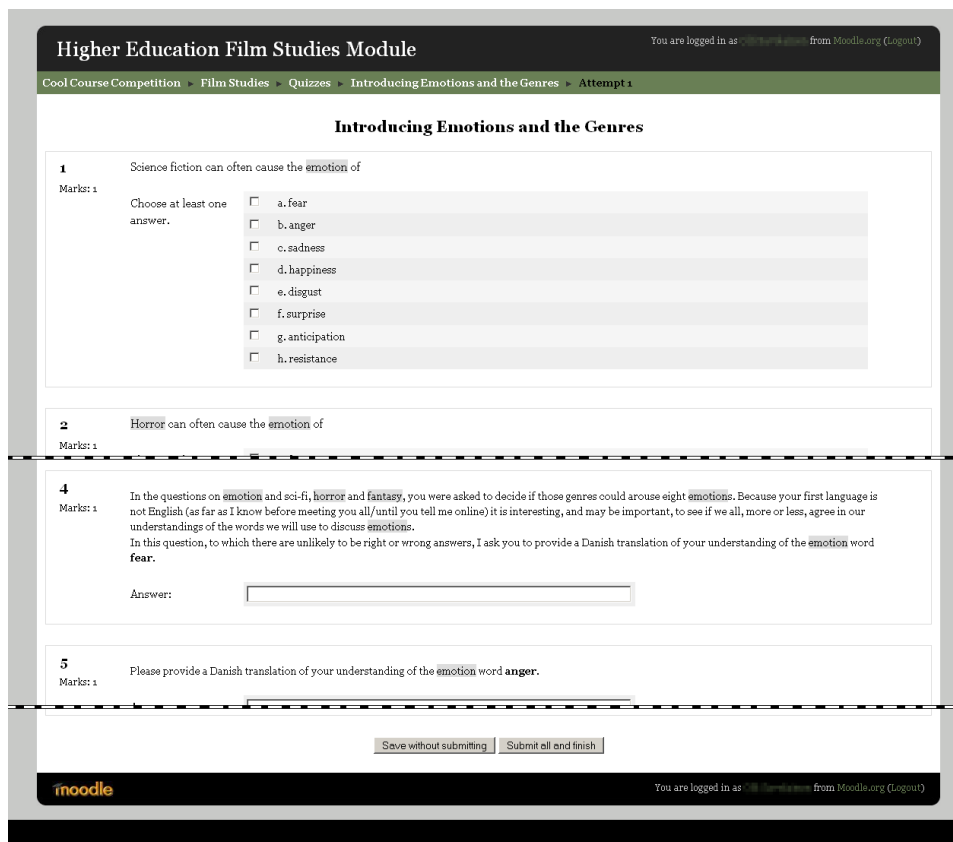 Higher Education Film Studies Module
You are logged in as from Moodle.org (Logout)
Cool Course Competition ► Film Studies ► Quizzes ► Introducing Emotions and the Genres ► Attempt 1
Introducing Emotions and the Genres
1
Marks: 1
Science fiction can often cause the emotion of
Choose at least one
answer.
a. fear
b. anger
c. sadness
d. happiness
e. disgust
f. surprise
g. anticipation
h. resistance
2
Marks: 1
Horror can often cause the emotion of
4
Marks: 1
In the questions on emotion and sci-fi, horror and fantasy, you were asked to decide if those genres could arouse eight emotions. Because your first language is
not English (as far as I know before meeting you all/until you tell me online) it is interesting, and may be important, to see if we all, more or less, agree in our
understandings of the words we will use to discuss emotions.
In this question, to which there are unlikely to be right or wrong answers, I ask you to provide a Danish translation of your understanding of the emotion word
fear.
Answer:
5
Marks: 1
Please provide a Danish translation of your understanding of the emotion word anger.
Save without submitting
Submit all and finish
moodle
You are logged in as from Moodle.org (Logout)